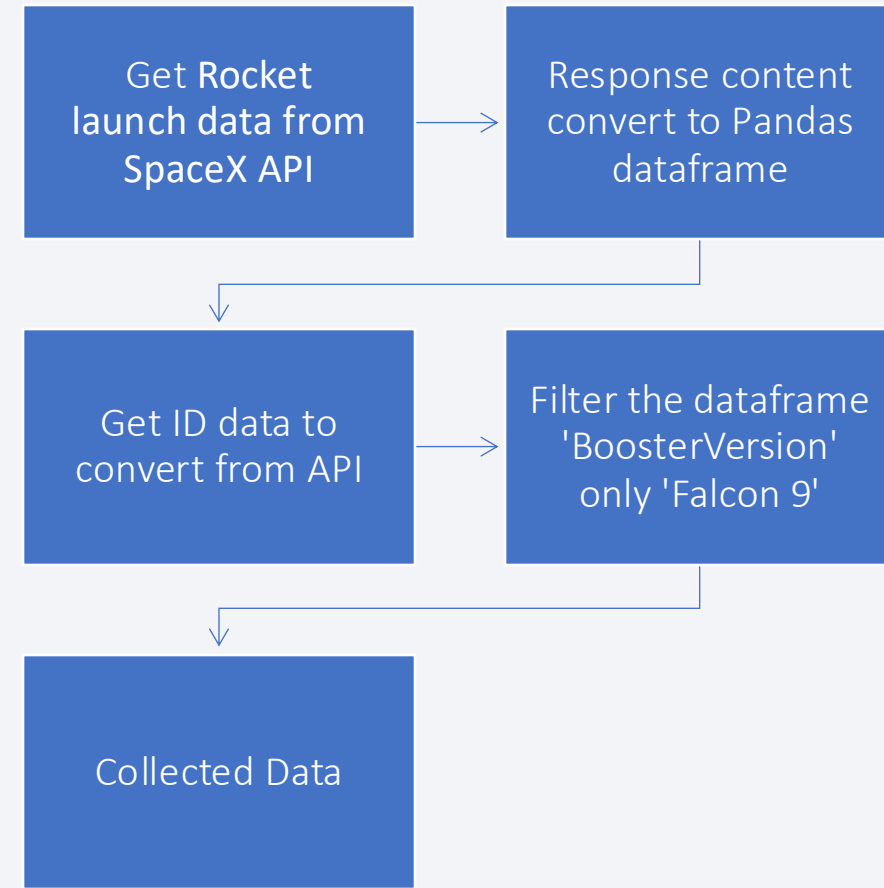 Get Rocket
launch data from
SpaceX API
Response content
convert to Pandas
dataframe
Get ID data to
convert from API
Filter the dataframe
'BoosterVersion'
only 'Falcon 9'
Collected Data